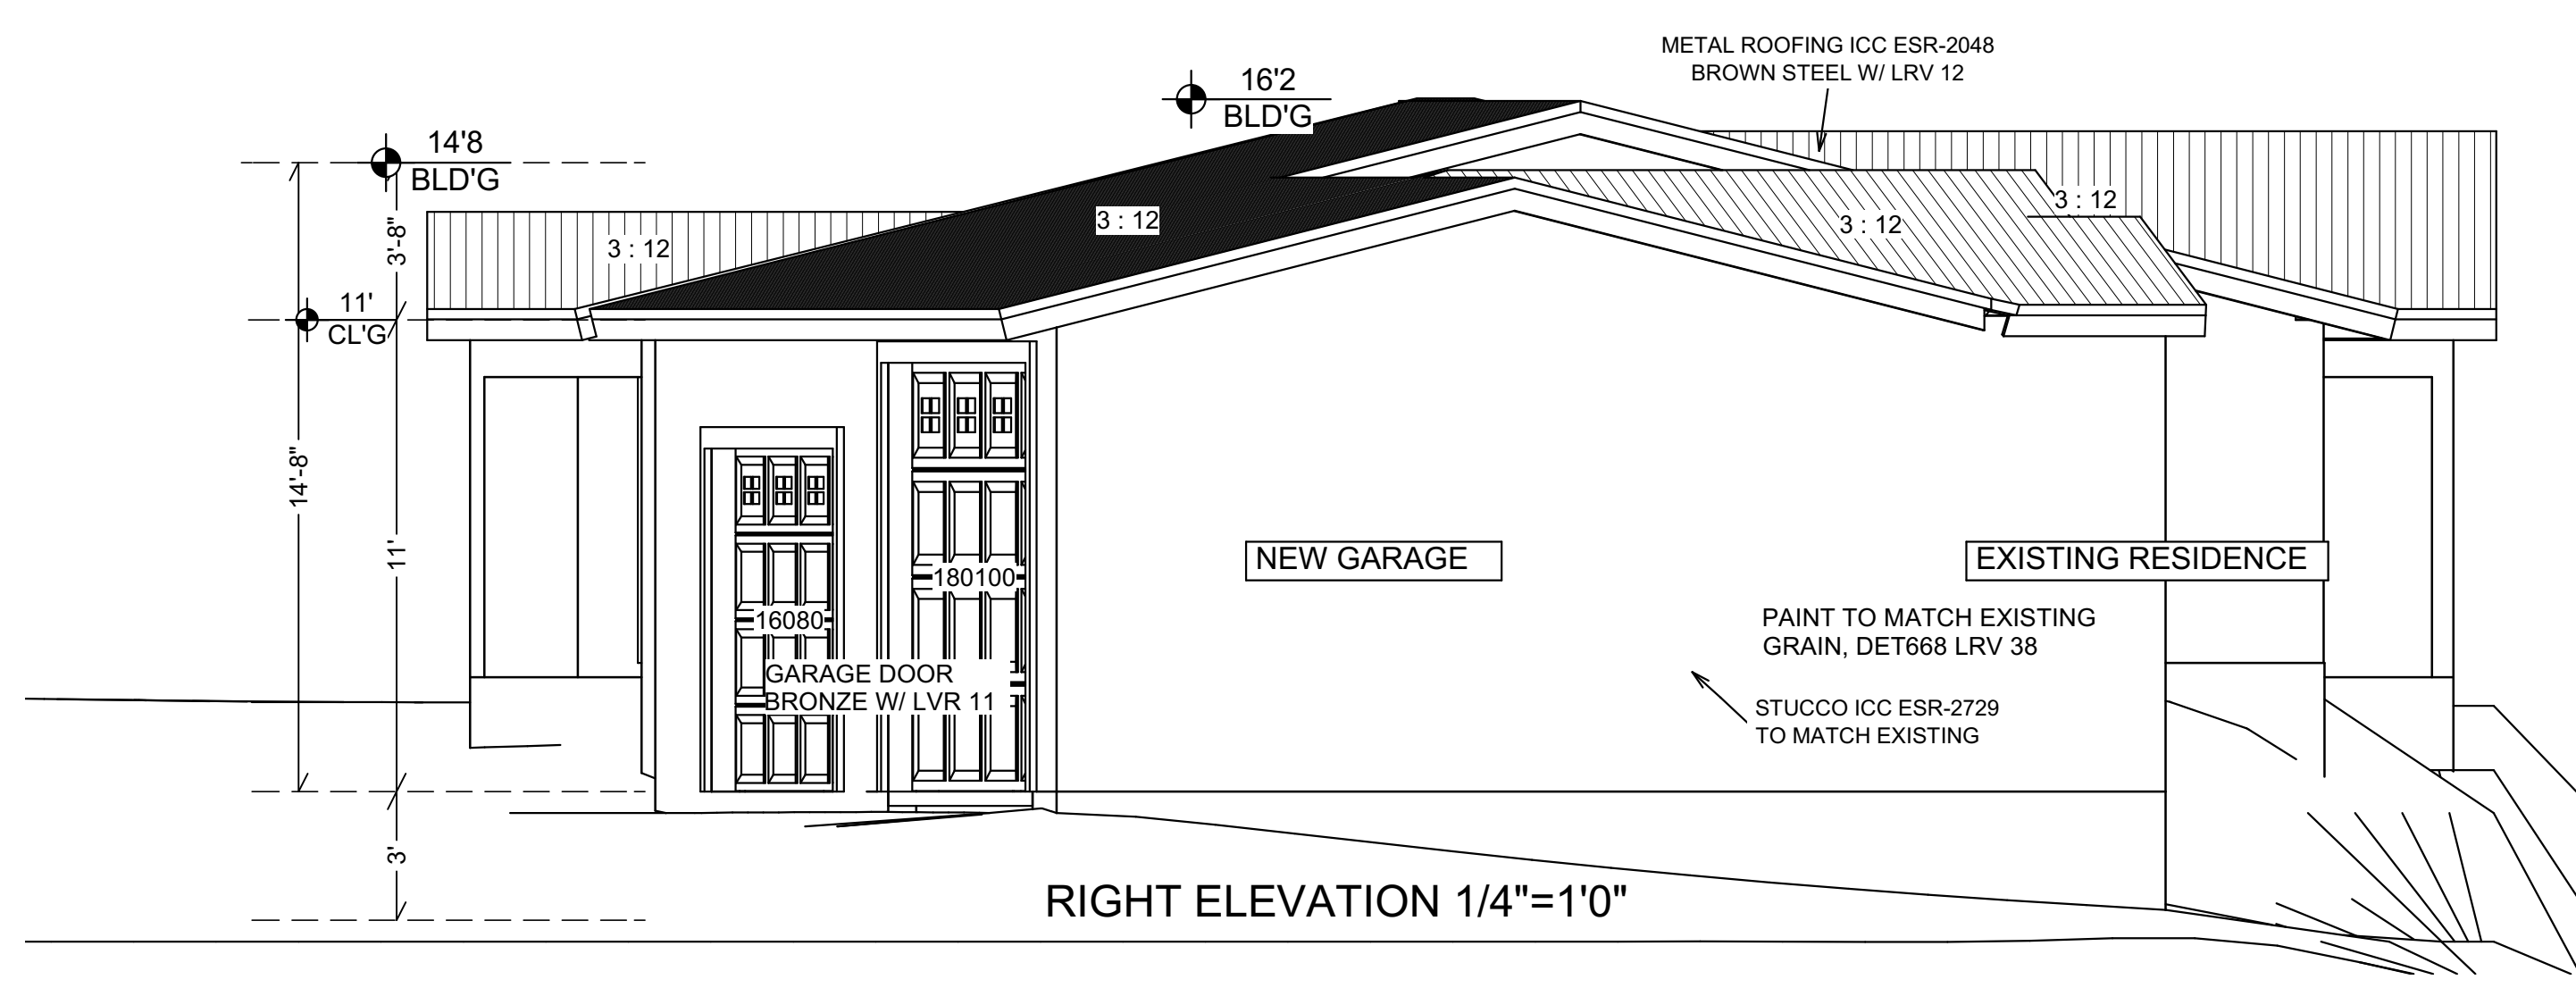 METAL ROOFING ICC ESR-2048
BROWN STEEL W/ LRV 12
16'2
BLD'G
14'8
BLD'G
3 : 12
3 : 12
3 : 12
3 : 12
3'-8"
11'
CL'G
14'-8"
11'
3'
180100
16080
NEW GARAGE
EXISTING RESIDENCE
PAINT TO MATCH EXISTING
GRAIN, DET668 LRV 38
GARAGE DOOR
BRONZE W/ LVR 11
STUCCO ICC ESR-2729
TO MATCH EXISTING
RIGHT ELEVATION 1/4"=1'0"